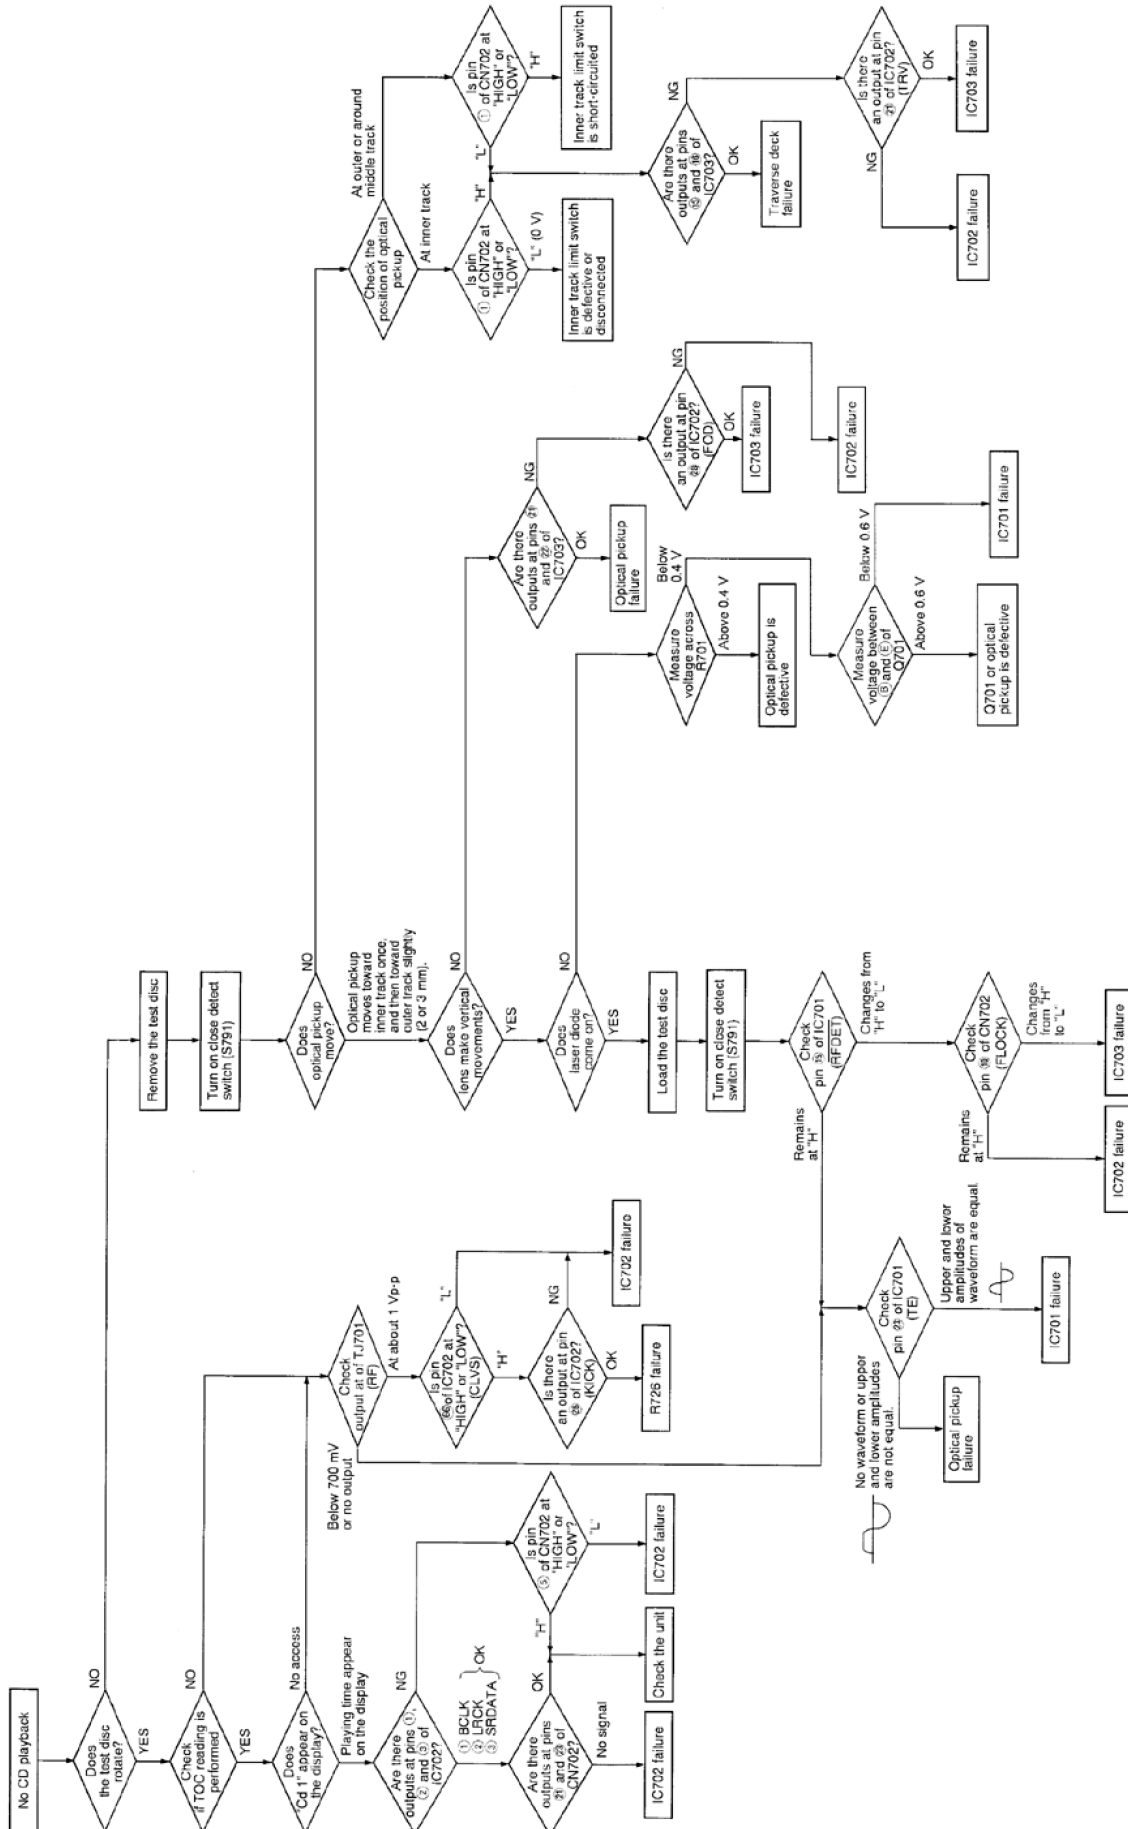 No CD playback
Does
the test disc
rotate?
NO
YES
Check
if TOC reading is
performed
NO
YES
Does
"Cd 1" appear on
the display?
No access
Playing time appear
on the display
Are there
outputs at pins ①,
② and ③ of
IC702?
NG
① BCLK
② LRCK
③ SRDATA
OK
Are there
outputs at pins
㉑ and ㉓ of
CN702?
OK
No signal
IC702 failure
Is pin
⑤ of CN702 at
"HIGH" or
"LOW"?
"H"
"L"
Check the unit
IC702 failure
Check
output at of TJ701
(RF)
Below 700 mV
or no output
At about 1 Vp-p
Is pin
of IC702 at
"HIGH" or "LOW"?
(CLVS)
"L"
"H"
Is there
an output at pin
of IC702?
(KICK)
NG
OK
IC702 failure
R726 failure
Remove the test disc
Turn on close detect
switch (S791)
Does
optical pickup
move?
NO
Optical pickup
moves toward
inner track once,
and then toward
outer track slightly
(2 or 3 mm).
Does
lens make vertical
movements?
NO
YES
Does
laser diode
come on?
NO
YES
Load the test disc
Turn on close detect
switch (S791)
Check
pin of IC701
(RFDET)
Remains
at "H"
Changes from
"H" to "L"
Check
pin ⑱ of CN702
(FLOCK)
Remains
at "H"
Changes
from "H"
to "L"
IC702 failure
IC703 failure
Check
pin of IC701
(TE)
No waveform or upper
and lower amplitudes
are not equal.
Upper and lower
amplitudes of
waveform are equal.
Optical pickup
failure
IC701 failure
Check the
position of optical
pickup
At outer or around
middle track
At inner track
Is pin
① of CN702 at
"HIGH" or
"LOW"?
"H"
"L" (0 V)
Inner track limit switch
is defective or
disconnected
Is pin
① of CN702 at
"HIGH" or
"LOW"?
"L"
"H"
Inner track limit switch
is short-circuited
Are there
outputs at pins
⑮ and ⑯ of
IC703?
NG
OK
Traverse deck
failure
Is there
an output at pin
㉑ of IC702?
(TRV)
NG
OK
IC702 failure
IC703 failure
Are there
outputs at pins ㉑
and ㉒ of
IC703?
NG
OK
Optical pickup
failure
Is there
an output at pin
of IC702?
(FOD)
NG
OK
IC703 failure
IC702 failure
Measure
voltage across
R701
Below
0.4 V
Above 0.4 V
Optical pickup is
defective
Measure
voltage between
Ⓑ and Ⓔ of
Q701
Below 0.6 V
Above 0.6 V
Q701 or optical
pickup is defective
IC701 failure